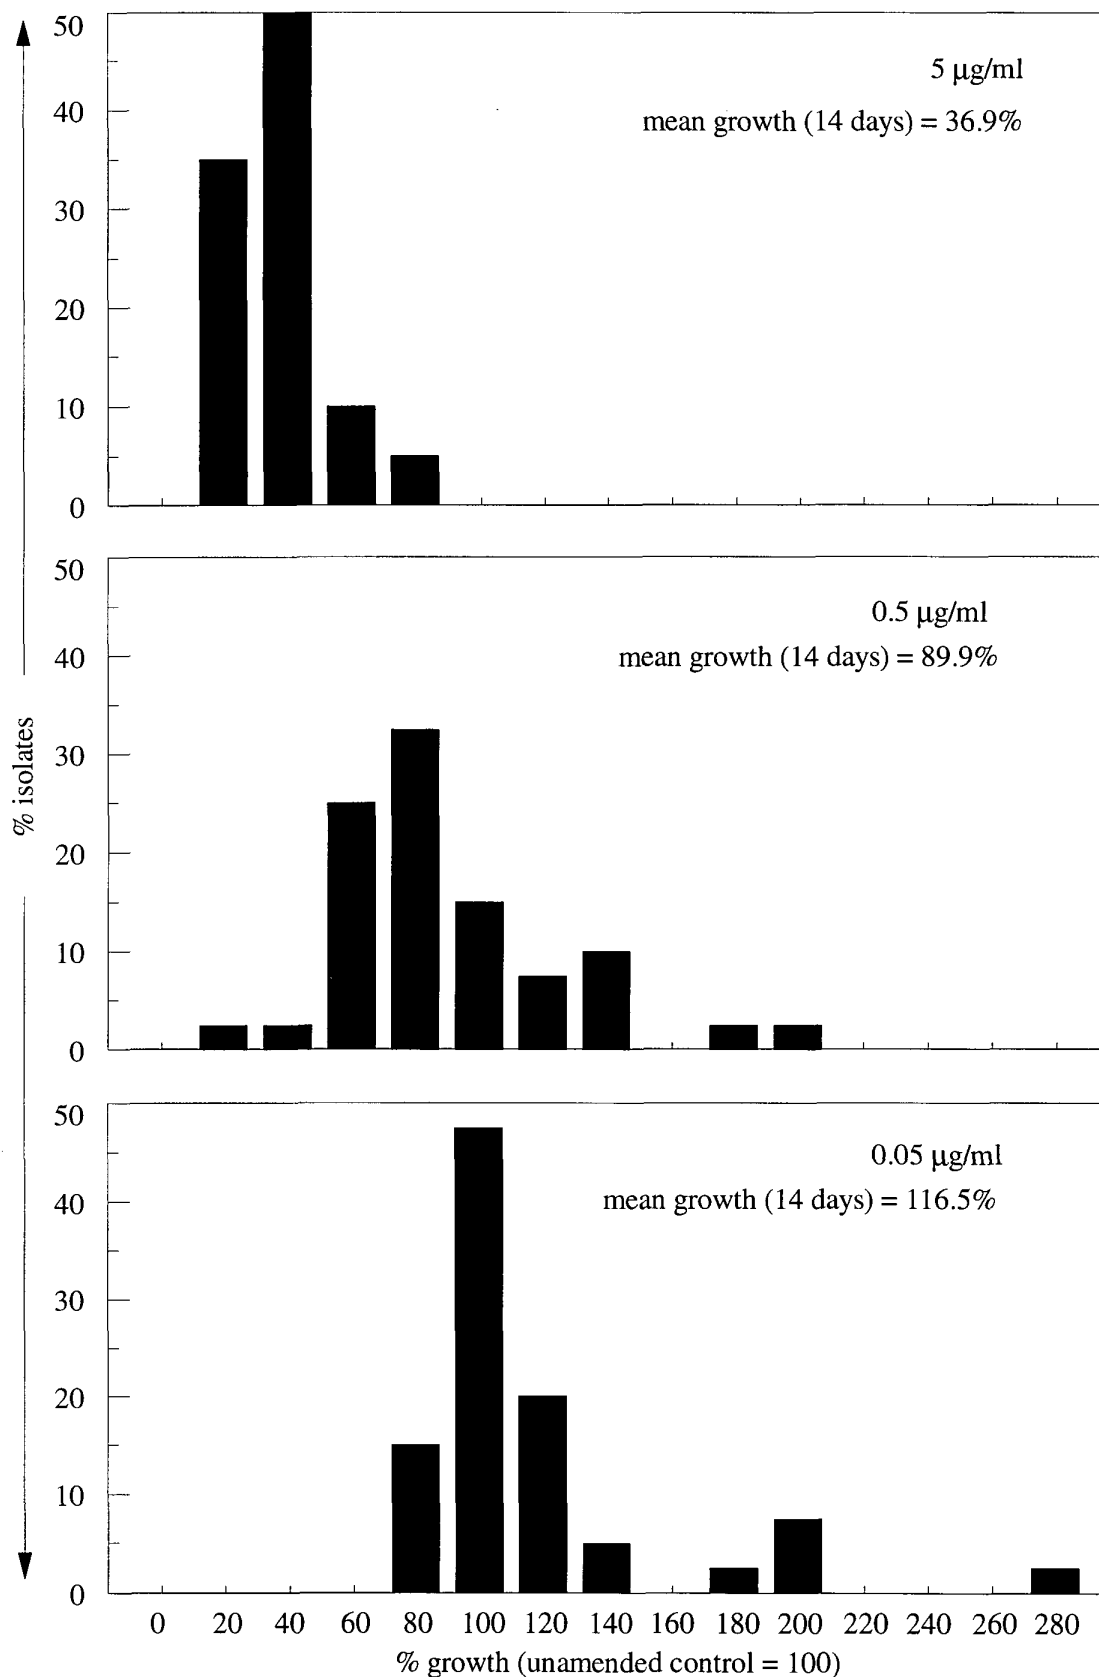 50
40
30
20
10
0
5 µg/ml
mean growth (14 days) = 36.9%
50
40
30
20
10
0
0.5 µg/ml
mean growth (14 days) = 89.9%
% isolates
50
40
30
20
10
0
0.05 µg/ml
mean growth (14 days) = 116.5%
0 20 40 60 80 100 120 140 160 180 200 220 240 260 280
% growth (unamended control = 100)